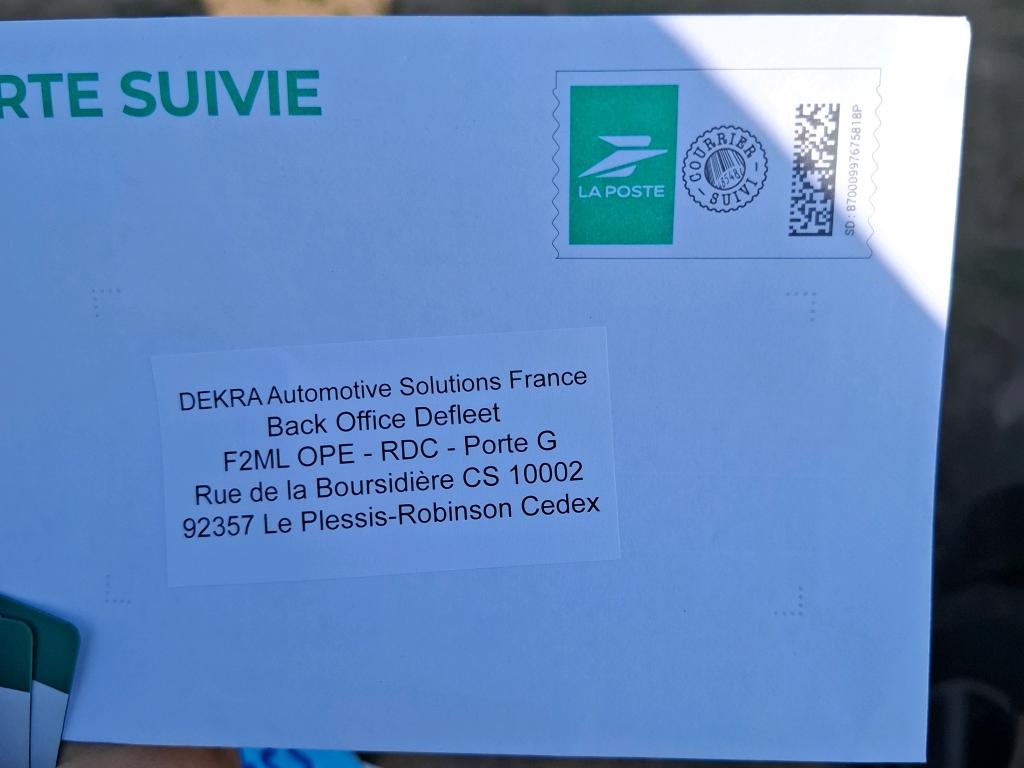 RTE SUIVIE
LA POSTE
COURRIER
SUIVI
SD : 87000997675818P
DEKRA Automotive Solutions France
Back Office Defleet
F2ML OPE - RDC - Porte G
Rue de la Boursidière CS 10002
92357 Le Plessis-Robinson Cedex